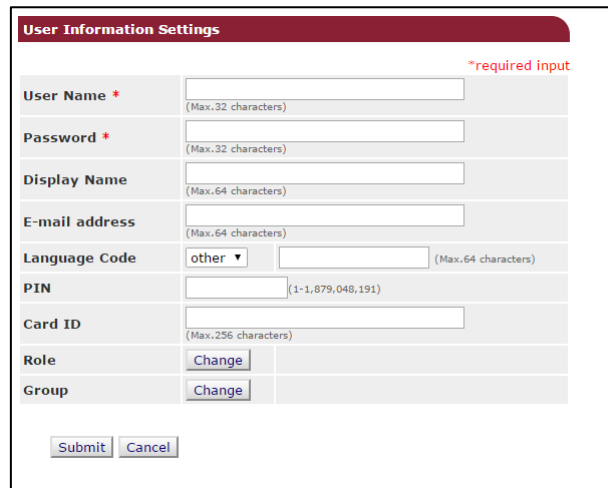 User Information Settings
*required input
User Name *
(Max.32 characters)
Password *
(Max.32 characters)
Display Name
(Max.64 characters)
E-mail address
(Max.64 characters)
Language Code other (Max.64 characters)
PIN (1-1,879,048,191)
Card ID
(Max.256 characters)
Role Change
Group Change
Submit Cancel